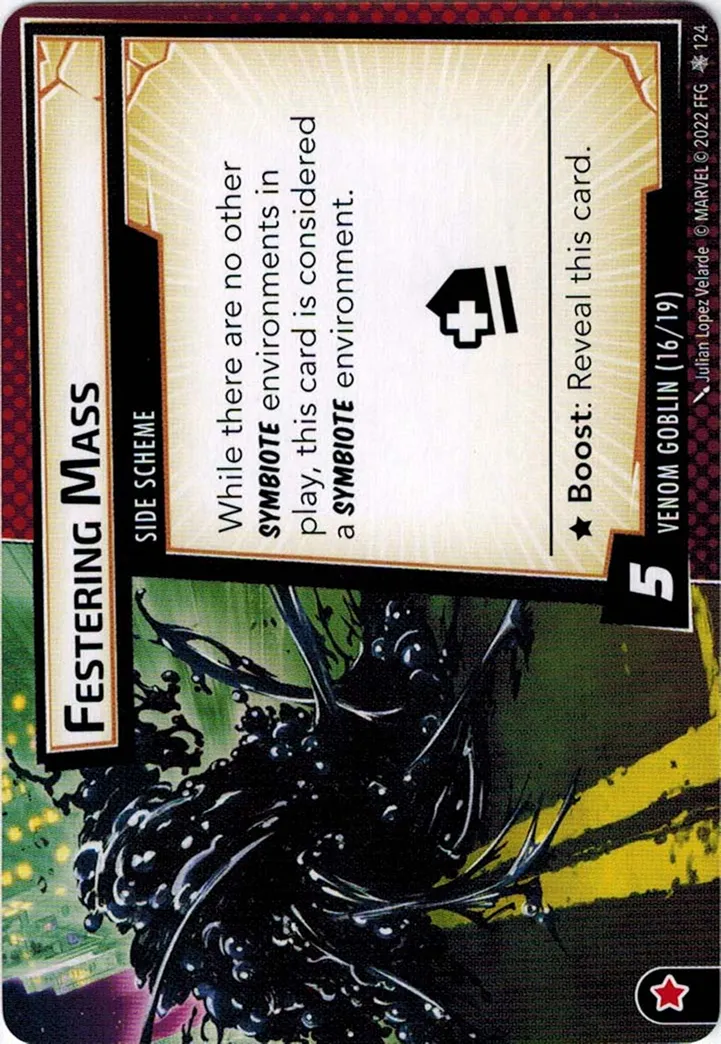 FESTERING MASS
SIDE SCHEME
While there are no other
SYMBIOTE environments in
play, this card is considered
a SYMBIOTE environment.
★ Boost: Reveal this card.
5
VENOM GOBLIN (16/19)
Julian Lopez Velarde © MARVEL © 2022 FFG 124